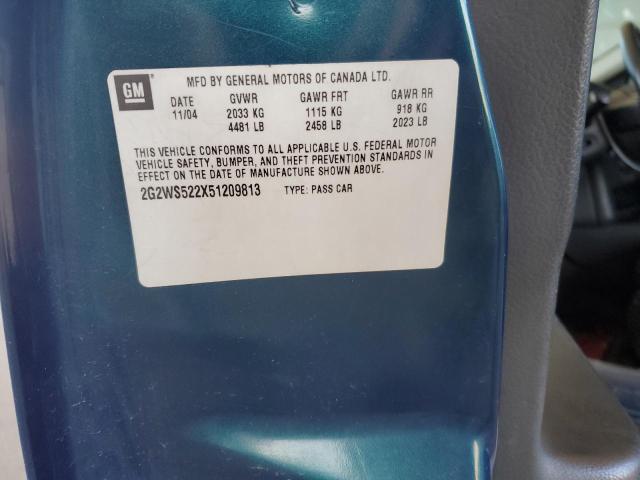 GM
MFD BY GENERAL MOTORS OF CANADA LTD.
DATE GVWR GAWR FRT GAWR RR
11/04 2033 KG 1115 KG 918 KG
4481 LB 2458 LB 2023 LB
THIS VEHICLE CONFORMS TO ALL APPLICABLE U.S. FEDERAL MOTOR
VEHICLE SAFETY, BUMPER, AND THEFT PREVENTION STANDARDS IN
EFFECT ON THE DATE OF MANUFACTURE SHOWN ABOVE.
2G2WS522X51209813 TYPE: PASS CAR